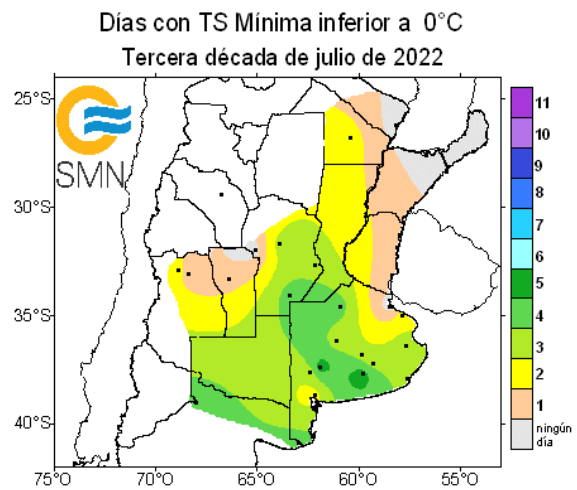 Días con TS Mínima inferior a 0°C
Tercera década de julio de 2022
SMN
25°S
30°S
35°S
40°S
75°O
70°O
65°O
60°O
55°O
11
10
9
8
7
6
5
4
3
2
1
ningún
día